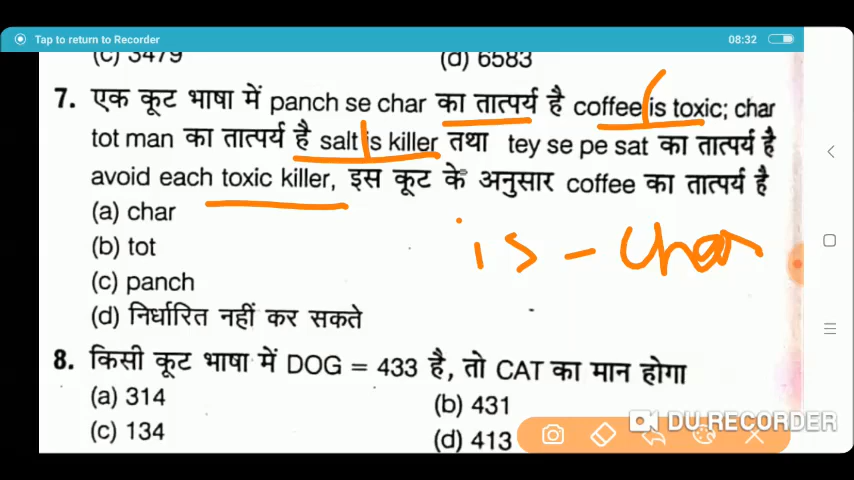 Tap to return to Recorder 08:32
(c) 3479 (d) 6583
7. एक कूट भाषा में panch se char का तात्पर्य है coffee is toxic; char
tot man का तात्पर्य है salt is killer तथा tey se pe sat का तात्पर्य है
avoid each toxic killer, इस कूट के अनुसार coffee का तात्पर्य है
(a) char
(b) tot
is - char
(c) panch
(d) निर्धारित नहीं कर सकते
8. किसी कूट भाषा में DOG = 433 है, तो CAT का मान होगा
(a) 314 (b) 431
(c) 134 (d) 413
DU RECORDER